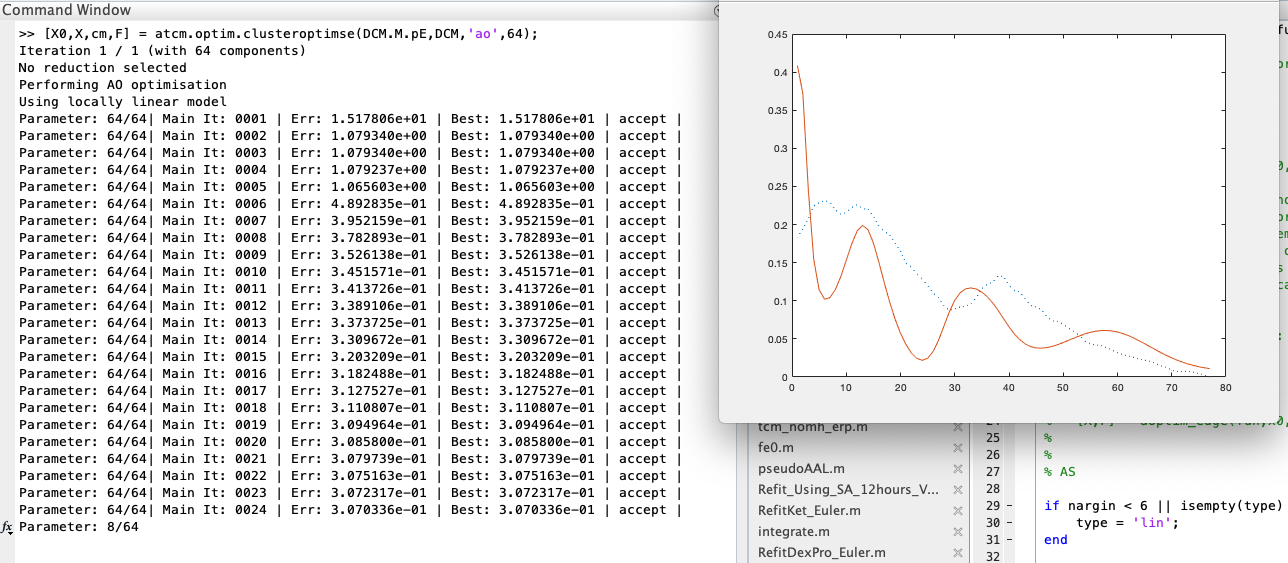 Command Window
>> [X0,X,cm,F] = atcm.optim.clusteroptimse(DCM.M.pE,DCM,'ao',64);
Iteration 1 / 1 (with 64 components)
No reduction selected
Performing AO optimisation
Using locally linear model
Parameter: 64/64| Main It: 0001 | Err: 1.517806e+01 | Best: 1.517806e+01 | accept |
Parameter: 64/64| Main It: 0002 | Err: 1.079340e+00 | Best: 1.079340e+00 | accept |
Parameter: 64/64| Main It: 0003 | Err: 1.079340e+00 | Best: 1.079340e+00 | accept |
Parameter: 64/64| Main It: 0004 | Err: 1.079237e+00 | Best: 1.079237e+00 | accept |
Parameter: 64/64| Main It: 0005 | Err: 1.065603e+00 | Best: 1.065603e+00 | accept |
Parameter: 64/64| Main It: 0006 | Err: 4.892835e-01 | Best: 4.892835e-01 | accept |
Parameter: 64/64| Main It: 0007 | Err: 3.952159e-01 | Best: 3.952159e-01 | accept |
Parameter: 64/64| Main It: 0008 | Err: 3.782893e-01 | Best: 3.782893e-01 | accept |
Parameter: 64/64| Main It: 0009 | Err: 3.526138e-01 | Best: 3.526138e-01 | accept |
Parameter: 64/64| Main It: 0010 | Err: 3.451571e-01 | Best: 3.451571e-01 | accept |
Parameter: 64/64| Main It: 0011 | Err: 3.413726e-01 | Best: 3.413726e-01 | accept |
Parameter: 64/64| Main It: 0012 | Err: 3.389106e-01 | Best: 3.389106e-01 | accept |
Parameter: 64/64| Main It: 0013 | Err: 3.373725e-01 | Best: 3.373725e-01 | accept |
Parameter: 64/64| Main It: 0014 | Err: 3.309672e-01 | Best: 3.309672e-01 | accept |
Parameter: 64/64| Main It: 0015 | Err: 3.203209e-01 | Best: 3.203209e-01 | accept |
Parameter: 64/64| Main It: 0016 | Err: 3.182488e-01 | Best: 3.182488e-01 | accept |
Parameter: 64/64| Main It: 0017 | Err: 3.127527e-01 | Best: 3.127527e-01 | accept |
Parameter: 64/64| Main It: 0018 | Err: 3.110807e-01 | Best: 3.110807e-01 | accept |
Parameter: 64/64| Main It: 0019 | Err: 3.094964e-01 | Best: 3.094964e-01 | accept |
Parameter: 64/64| Main It: 0020 | Err: 3.085800e-01 | Best: 3.085800e-01 | accept |
Parameter: 64/64| Main It: 0021 | Err: 3.079739e-01 | Best: 3.079739e-01 | accept |
Parameter: 64/64| Main It: 0022 | Err: 3.075163e-01 | Best: 3.075163e-01 | accept |
Parameter: 64/64| Main It: 0023 | Err: 3.072317e-01 | Best: 3.072317e-01 | accept |
Parameter: 64/64| Main It: 0024 | Err: 3.070336e-01 | Best: 3.070336e-01 | accept |
fx Parameter: 8/64
0.45
0.4
0.35
0.3
0.25
0.2
0.15
0.1
0.05
0
0 10 20 30 40 50 60 70 80
tcm_nomh_erp.m
fe0.m
pseudoAAL.m
Refit_Using_SA_12hours_V...
RefitKet_Euler.m
integrate.m
RefitDexPro_Euler.m
25 %
26 %
27 % AS
28
29 - if nargin < 6 || isempty(type)
30 - type = 'lin';
31 - end
32